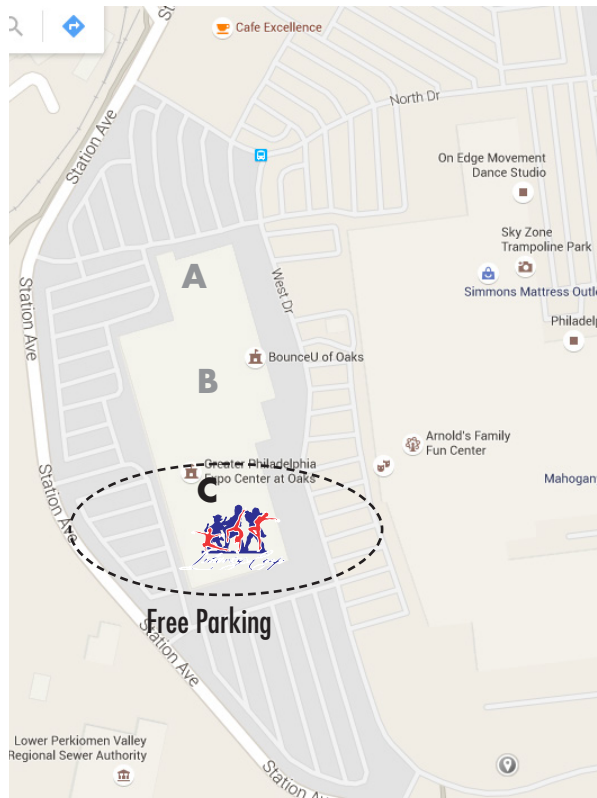 St
Cafe Excellence
North Dr
Station Ave
On Edge Movement
Dance Studio
Sky Zone
Trampoline Park
A
West Dr
Simmons Mattress Outle
Station Ave
Philadelp
BounceU of Oaks
B
Arnold's Family
Fun Center
Greater Philadelphia
Expo Center at Oaks
C
Mahogan
Station Ave
Free Parking
Station Ave
Lower Perkiomen Valley
Regional Sewer Authority
Station Ave